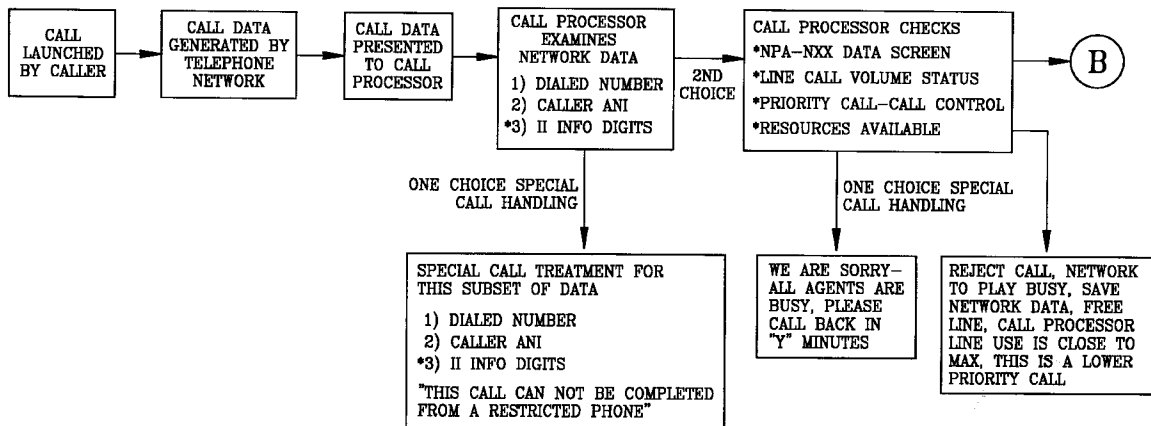 CALL
LAUNCHED
BY CALLER
CALL DATA
GENERATED BY
TELEPHONE
NETWORK
CALL DATA
PRESENTED
TO CALL
PROCESSOR
CALL PROCESSOR
EXAMINES
NETWORK DATA
1) DIALED NUMBER
2) CALLER ANI
*3) II INFO DIGITS
2ND
CHOICE
CALL PROCESSOR CHECKS
*NPA-NXX DATA SCREEN
*LINE CALL VOLUME STATUS
*PRIORITY CALL-CALL CONTROL
*RESOURCES AVAILABLE
B
ONE CHOICE SPECIAL
CALL HANDLING
ONE CHOICE SPECIAL
CALL HANDLING
SPECIAL CALL TREATMENT FOR
THIS SUBSET OF DATA
1) DIALED NUMBER
2) CALLER ANI
*3) II INFO DIGITS
"THIS CALL CAN NOT BE COMPLETED
FROM A RESTRICTED PHONE"
WE ARE SORRY-
ALL AGENTS ARE
BUSY, PLEASE
CALL BACK IN
"Y" MINUTES
REJECT CALL, NETWORK
TO PLAY BUSY, SAVE
NETWORK DATA, FREE
LINE, CALL PROCESSOR
LINE USE IS CLOSE TO
MAX, THIS IS A LOWER
PRIORITY CALL